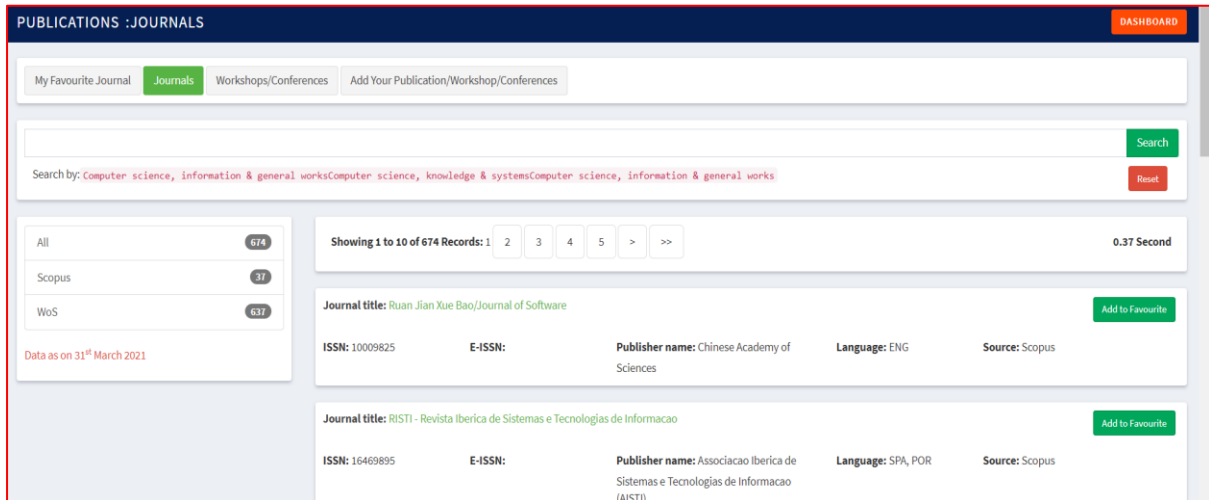 PUBLICATIONS :JOURNALS
DASHBOARD
My Favourite Journal
Journals
Workshops/Conferences
Add Your Publication/Workshop/Conferences
Search
Search by: Computer science, information & general worksComputer science, knowledge & systemsComputer science, information & general works
Reset
All 674
Scopus 37
WoS 637
Data as on 31st March 2021
Showing 1 to 10 of 674 Records: 1 2 3 4 5 > >>
0.37 Second
Journal title: Ruan Jian Xue Bao/Journal of Software
Add to Favourite
ISSN: 10009825
E-ISSN:
Publisher name: Chinese Academy of
Sciences
Language: ENG
Source: Scopus
Journal title: RISTI - Revista Iberica de Sistemas e Tecnologias de Informacao
Add to Favourite
ISSN: 16469895
E-ISSN:
Publisher name: Associacao Iberica de
Sistemas e Tecnologias de Informacao
(AISTI)
Language: SPA, POR
Source: Scopus